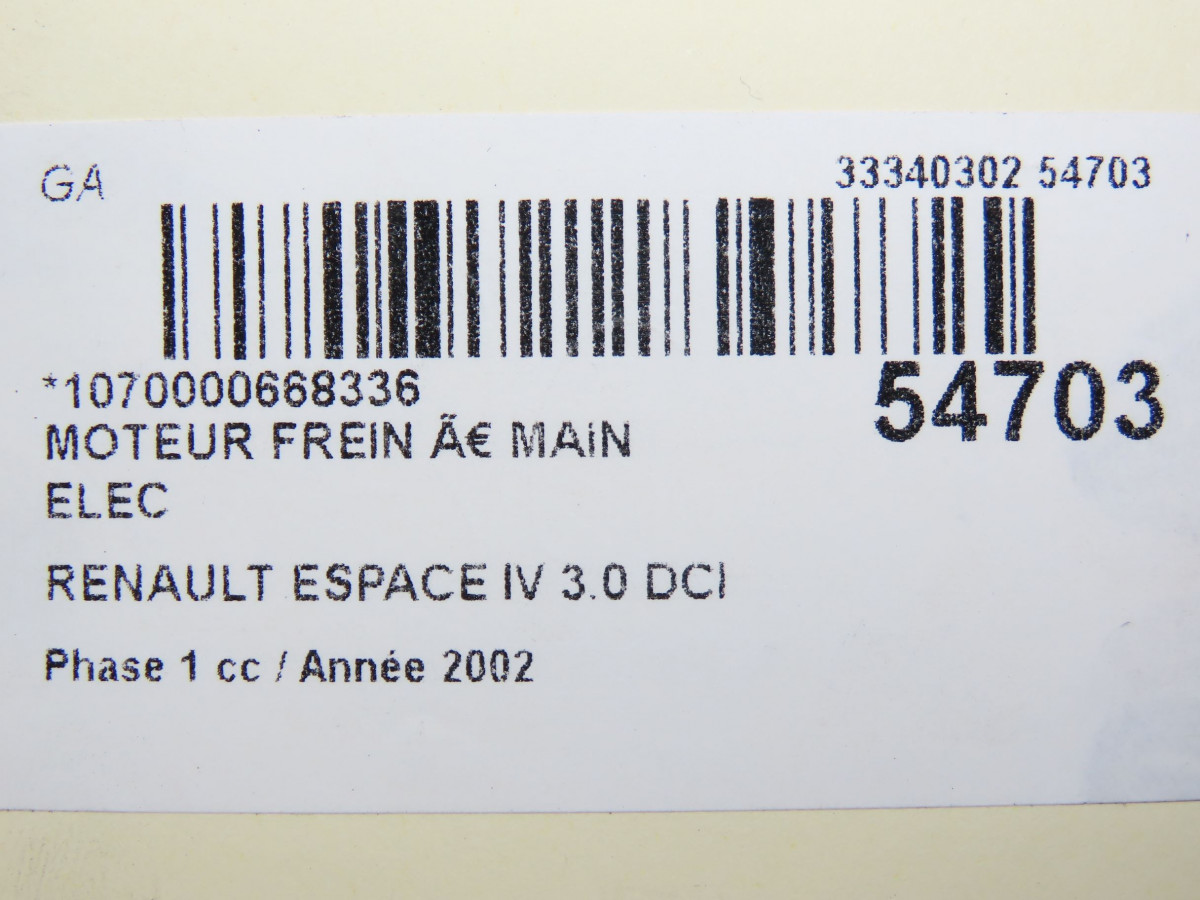 GA
33340302 54703
*1070000668336
54703
MOTEUR FREIN Ã€ MAiN
ELEC
RENAULT ESPACE IV 3.0 DCI
Phase 1 cc / Année 2002